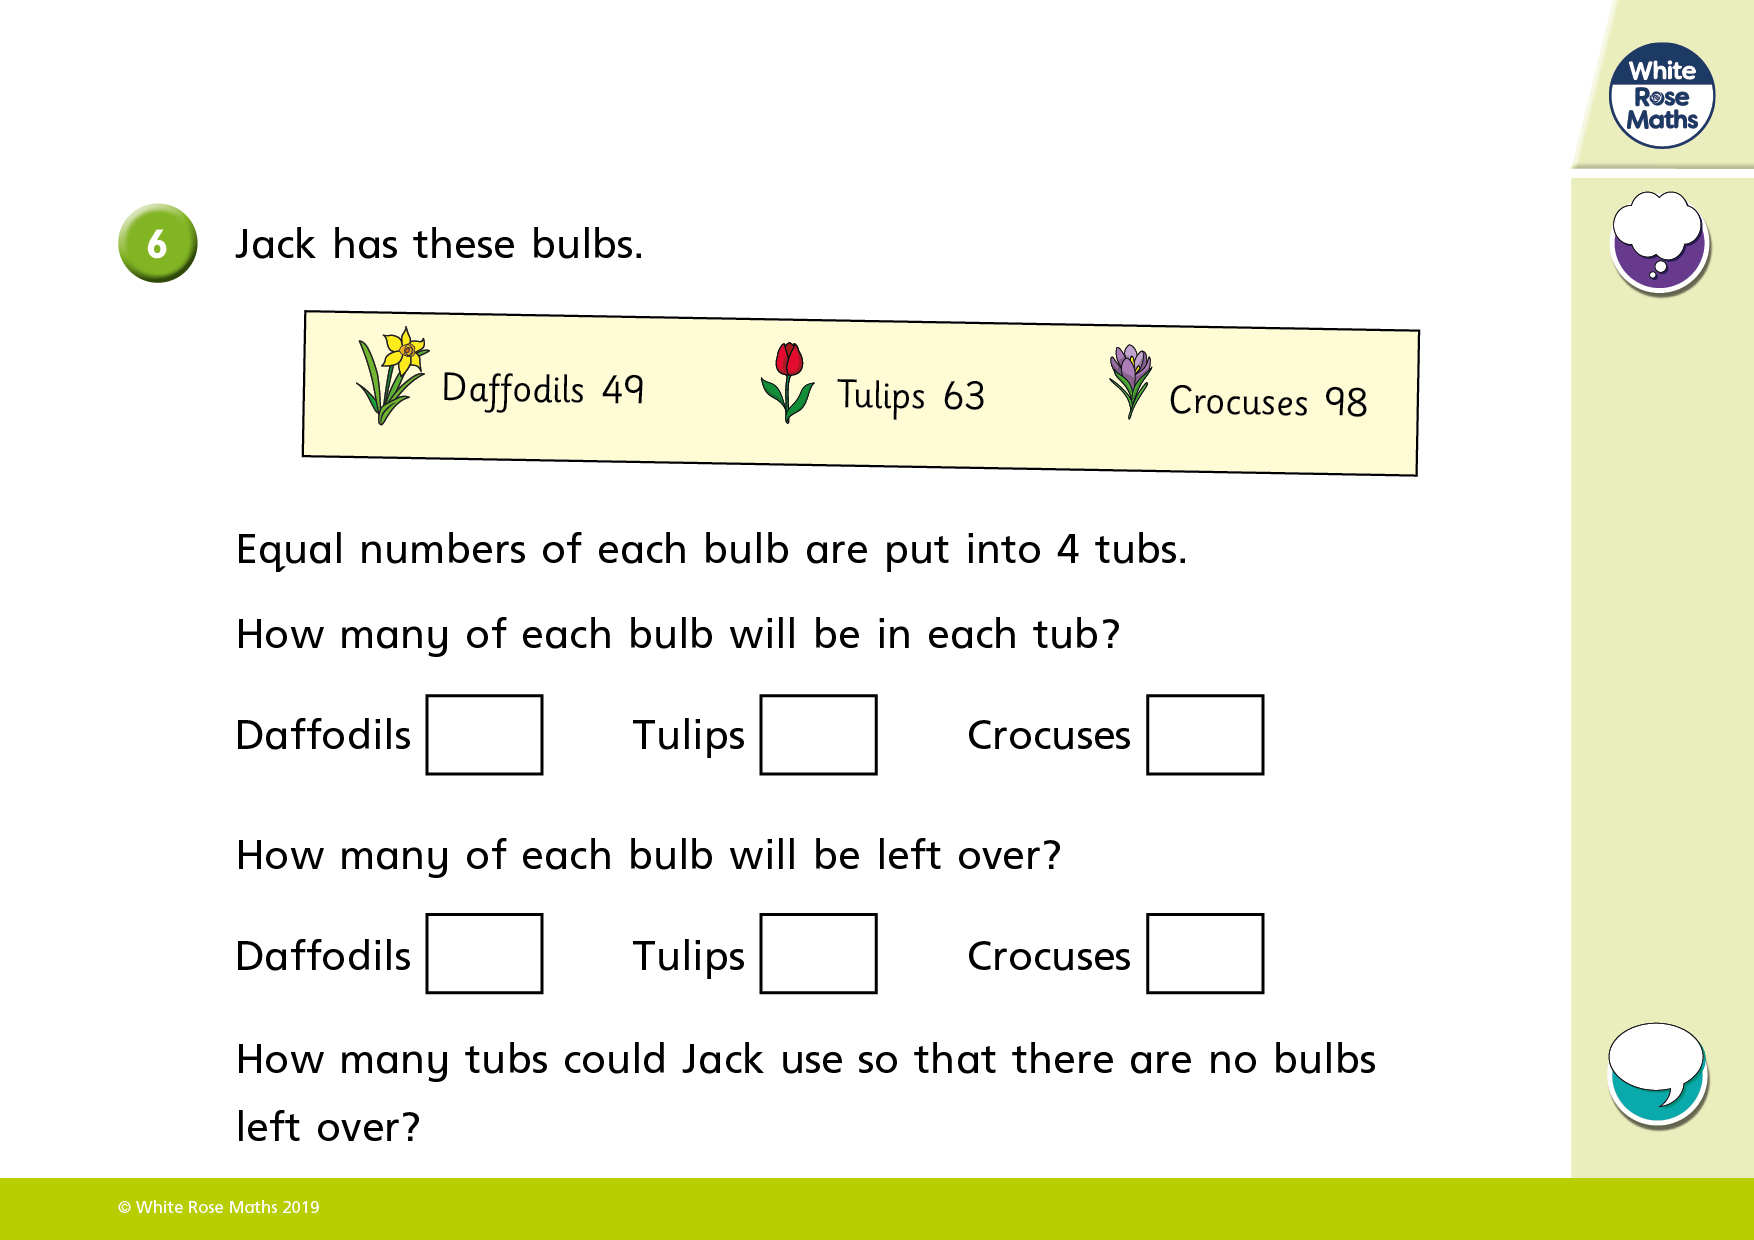 White
Rose
Maths
6 Jack has these bulbs.
Daffodils 49 Tulips 63 Crocuses 98
Equal numbers of each bulb are put into 4 tubs.
How many of each bulb will be in each tub?
Daffodils Tulips Crocuses
How many of each bulb will be left over?
Daffodils Tulips Crocuses
How many tubs could Jack use so that there are no bulbs
left over?
© White Rose Maths 2019